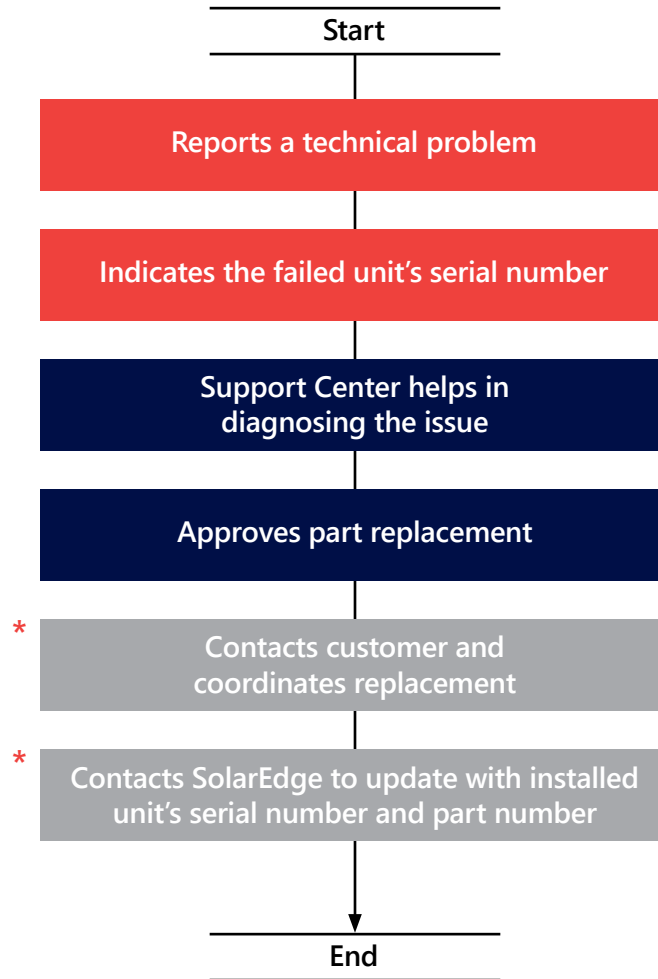 Start
Reports a technical problem
Indicates the failed unit’s serial number
Support Center helps in
diagnosing the issue
Approves part replacement
*
Contacts customer and
coordinates replacement
*
Contacts SolarEdge to update with installed
unit’s serial number and part number
End